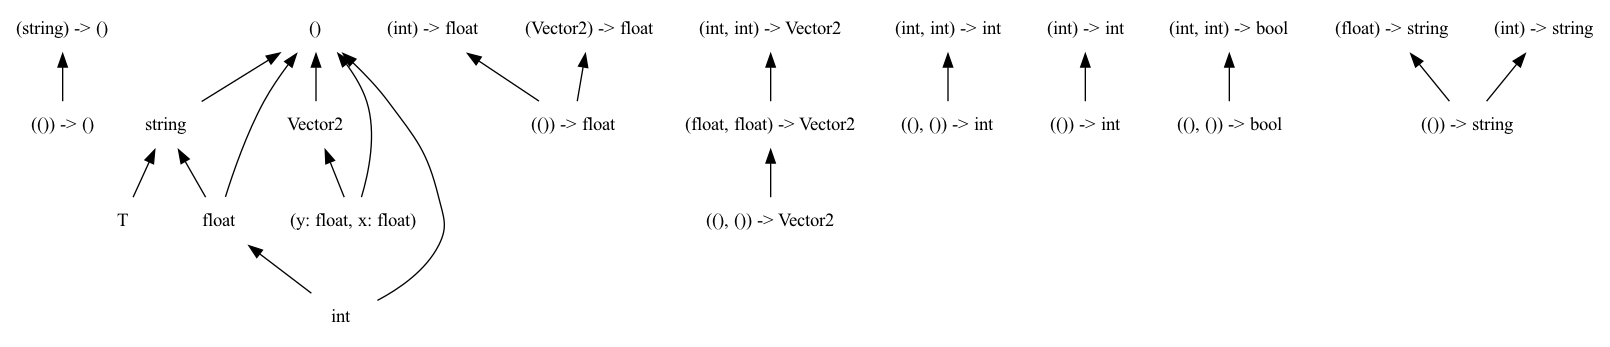 (string) -> ()
()
(int) -> float
(Vector2) -> float
(int, int) -> Vector2
(int, int) -> int
(int) -> int
(int, int) -> bool
(float) -> string
(int) -> string
(()) -> ()
string
Vector2
(()) -> float
(float, float) -> Vector2
((), ()) -> int
(()) -> int
((), ()) -> bool
(()) -> string
T
float
(y: float, x: float)
((), ()) -> Vector2
int